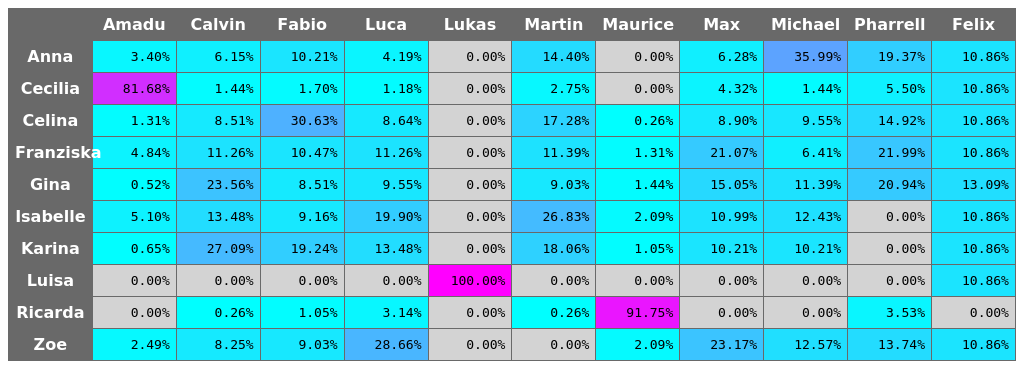 Amadu Calvin Fabio Luca Lukas Martin Maurice Max Michael Pharrell Felix
Anna 3.40% 6.15% 10.21% 4.19% 0.00% 14.40% 0.00% 6.28% 35.99% 19.37% 10.86%
Cecilia 81.68% 1.44% 1.70% 1.18% 0.00% 2.75% 0.00% 4.32% 1.44% 5.50% 10.86%
Celina 1.31% 8.51% 30.63% 8.64% 0.00% 17.28% 0.26% 8.90% 9.55% 14.92% 10.86%
Franziska 4.84% 11.26% 10.47% 11.26% 0.00% 11.39% 1.31% 21.07% 6.41% 21.99% 10.86%
Gina 0.52% 23.56% 8.51% 9.55% 0.00% 9.03% 1.44% 15.05% 11.39% 20.94% 13.09%
Isabelle 5.10% 13.48% 9.16% 19.90% 0.00% 26.83% 2.09% 10.99% 12.43% 0.00% 10.86%
Karina 0.65% 27.09% 19.24% 13.48% 0.00% 18.06% 1.05% 10.21% 10.21% 0.00% 10.86%
Luisa 0.00% 0.00% 0.00% 0.00% 100.00% 0.00% 0.00% 0.00% 0.00% 0.00% 10.86%
Ricarda 0.00% 0.26% 1.05% 3.14% 0.00% 0.26% 91.75% 0.00% 0.00% 3.53% 0.00%
Zoe 2.49% 8.25% 9.03% 28.66% 0.00% 0.00% 2.09% 23.17% 12.57% 13.74% 10.86%